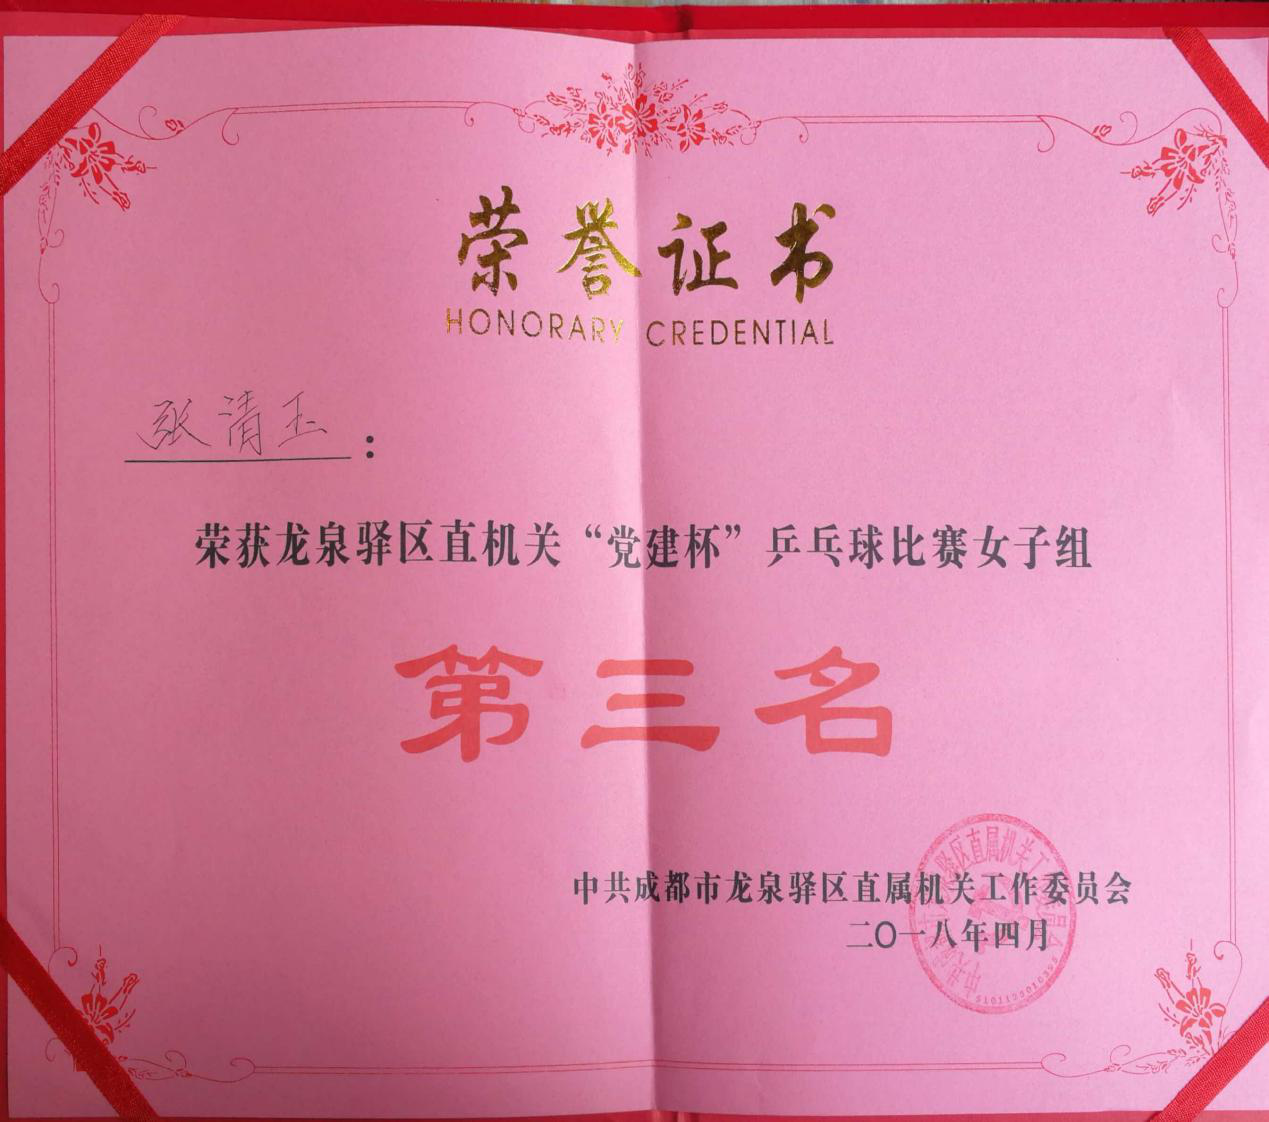 荣誉证书
HONORARY CREDENTIAL
张清玉：
荣获龙泉驿区直机关“党建杯”乒乓球比赛女子组
第三名
中共成都市龙泉驿区直属机关工作委员会
二〇一八年四月